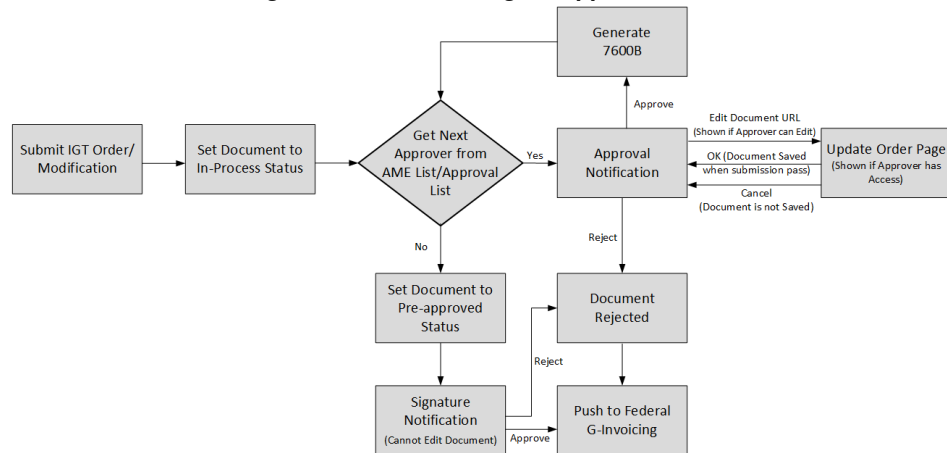 Generate
7600B
Approve
Submit IGT Order/
Modification
Set Document to
In-Process Status
Get Next
Approver from
AME List/Approval
List
Yes
Approval
Notification
Edit Document URL
(Shown if Approver can Edit)
OK (Document Saved
when submission pass)
Cancel
(Document is not Saved)
Update Order Page
(Shown if Approver has
Access)
No
Reject
Set Document to
Pre-approved
Status
Document
Rejected
Reject
Signature
Notification
(Cannot Edit Document)
Approve
Push to Federal
G-Invoicing